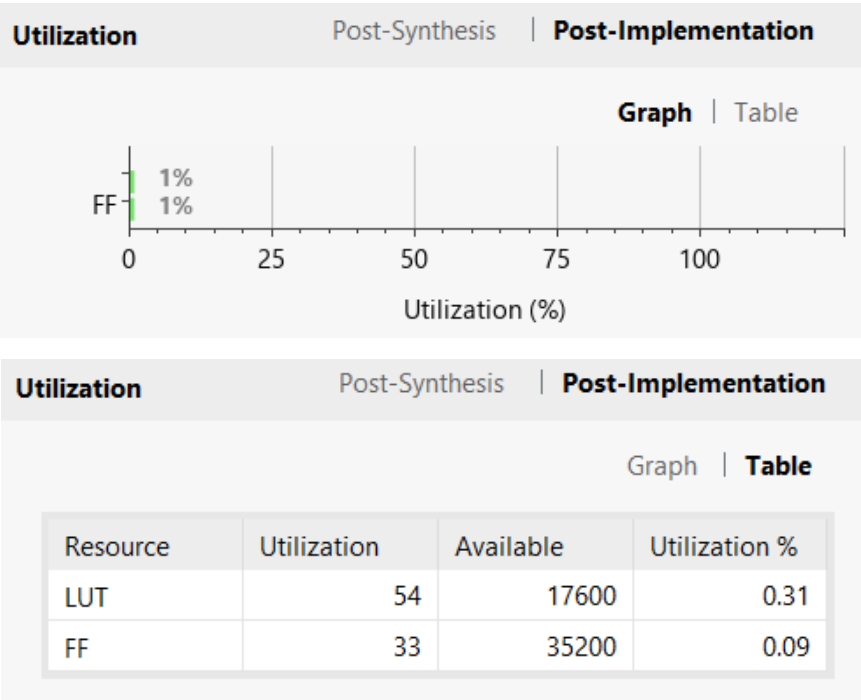 Utilization Post-Synthesis | Post-Implementation
Graph | Table
1%
FF 1%
0 25 50 75 100
Utilization (%)
Utilization Post-Synthesis | Post-Implementation
Graph | Table
Resource Utilization Available Utilization %
LUT 54 17600 0.31
FF 33 35200 0.09